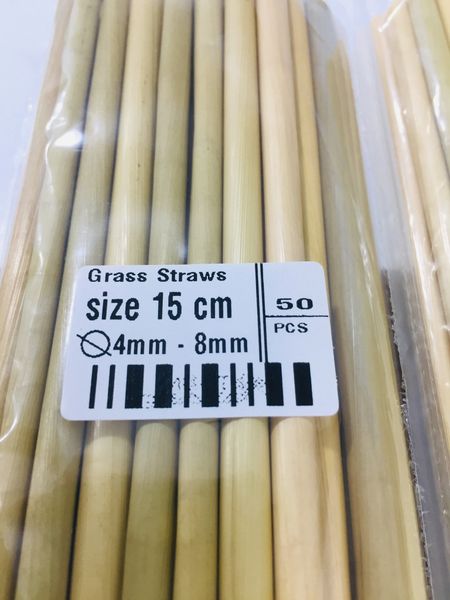 Grass Straws
size 15 cm
⌀4mm - 8mm
50
PCS